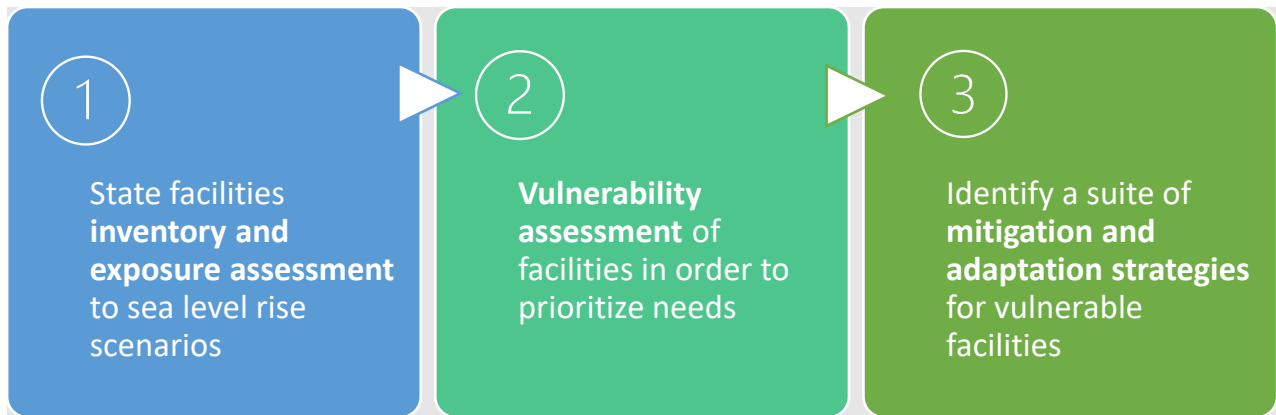 1
State facilities
inventory and
exposure assessment
to sea level rise
scenarios
2
Vulnerability
assessment of
facilities in order to
prioritize needs
3
Identify a suite of
mitigation and
adaptation strategies
for vulnerable
facilities